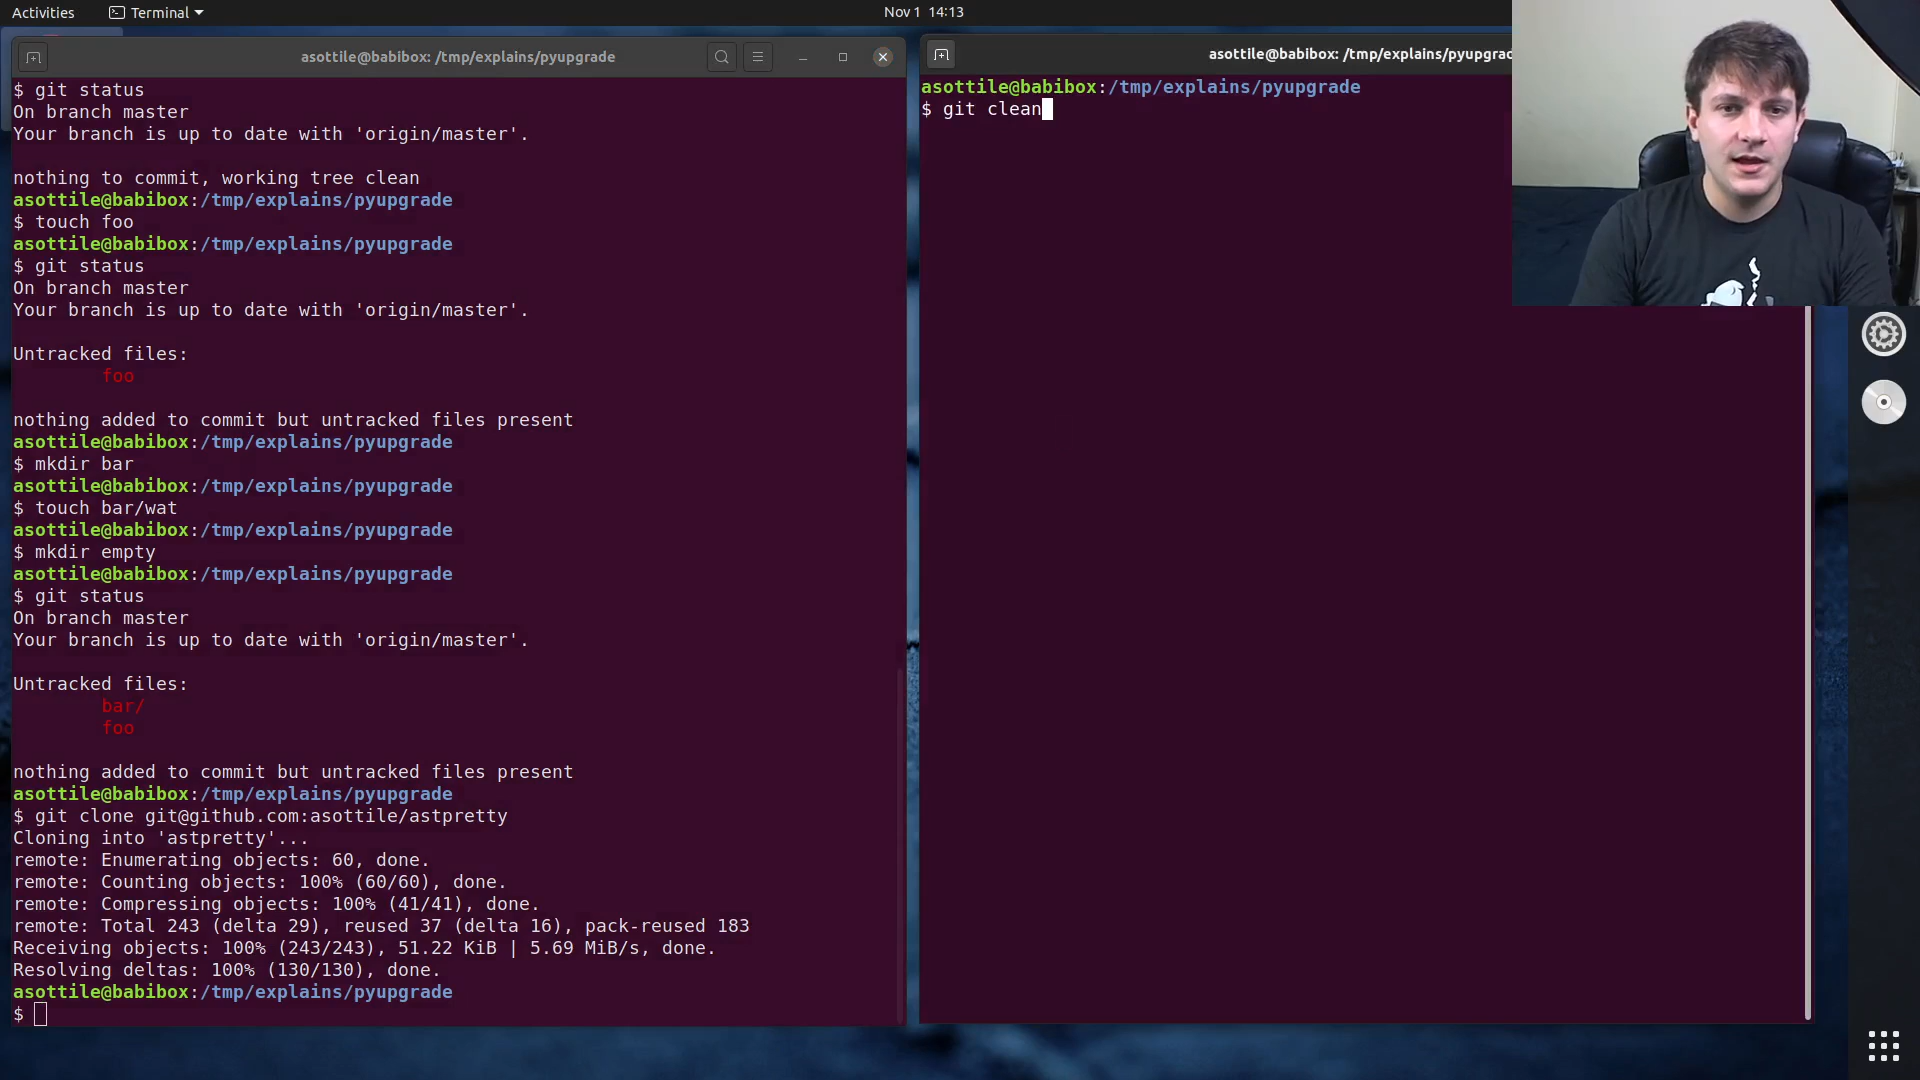 Activities
Terminal
Nov 1 14:13
asottile@babibox: /tmp/explains/pyupgrade
$ git status
On branch master
Your branch is up to date with 'origin/master'.
nothing to commit, working tree clean
asottile@babibox:/tmp/explains/pyupgrade
$ touch foo
asottile@babibox:/tmp/explains/pyupgrade
$ git status
On branch master
Your branch is up to date with 'origin/master'.
Untracked files:
foo
nothing added to commit but untracked files present
asottile@babibox:/tmp/explains/pyupgrade
$ mkdir bar
asottile@babibox:/tmp/explains/pyupgrade
$ touch bar/wat
asottile@babibox:/tmp/explains/pyupgrade
$ mkdir empty
asottile@babibox:/tmp/explains/pyupgrade
$ git status
On branch master
Your branch is up to date with 'origin/master'.
Untracked files:
bar/
foo
nothing added to commit but untracked files present
asottile@babibox:/tmp/explains/pyupgrade
$ git clone git@github.com:asottile/astpretty
Cloning into 'astpretty'...
remote: Enumerating objects: 60, done.
remote: Counting objects: 100% (60/60), done.
remote: Compressing objects: 100% (41/41), done.
remote: Total 243 (delta 29), reused 37 (delta 16), pack-reused 183
Receiving objects: 100% (243/243), 51.22 KiB | 5.69 MiB/s, done.
Resolving deltas: 100% (130/130), done.
asottile@babibox:/tmp/explains/pyupgrade
$
asottile@babibox: /tmp/explains/pyupgrad
asottile@babibox:/tmp/explains/pyupgrade
$ git clean